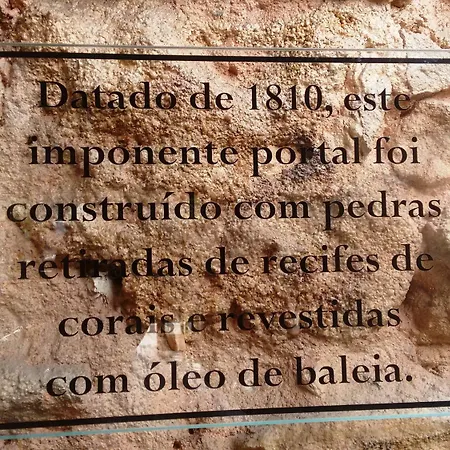 Datado de 1810, este
imponente portal foi
construído com pedras
retiradas de recifes de
corais e revestidas
com óleo de baleia.